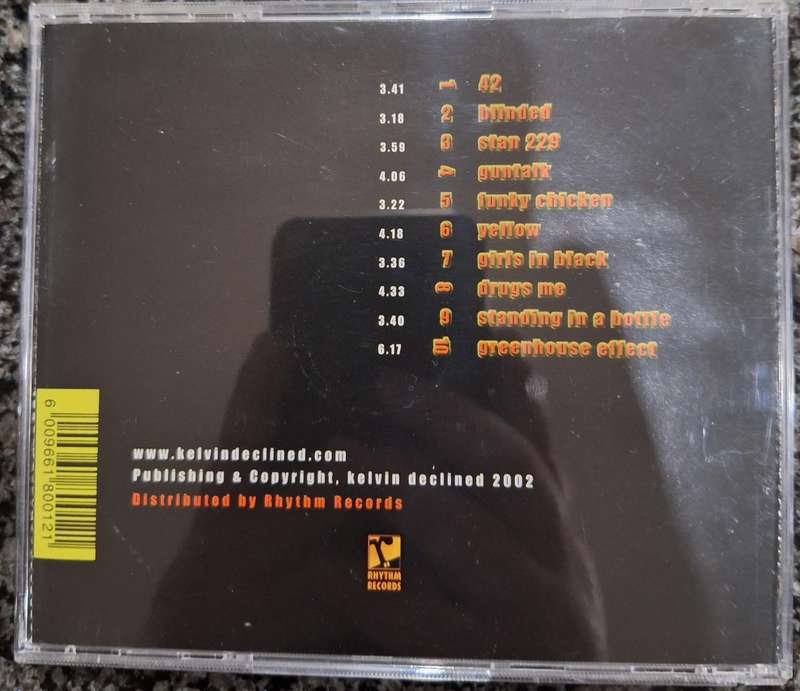 3.41 1 42
3.18 2 blinded
3.59 3 stan 229
4.06 4 guntalk
3.22 5 funky chicken
4.18 6 yellow
3.36 7 girls in black
4.33 8 drugs me
3.40 9 standing in a bottle
6.17 10 greenhouse effect
6 009661 800121
www.kelvindeclined.com
Publishing & Copyright, kelvin declined 2002
Distributed by Rhythm Records
r
RHYTHM
RECORDS